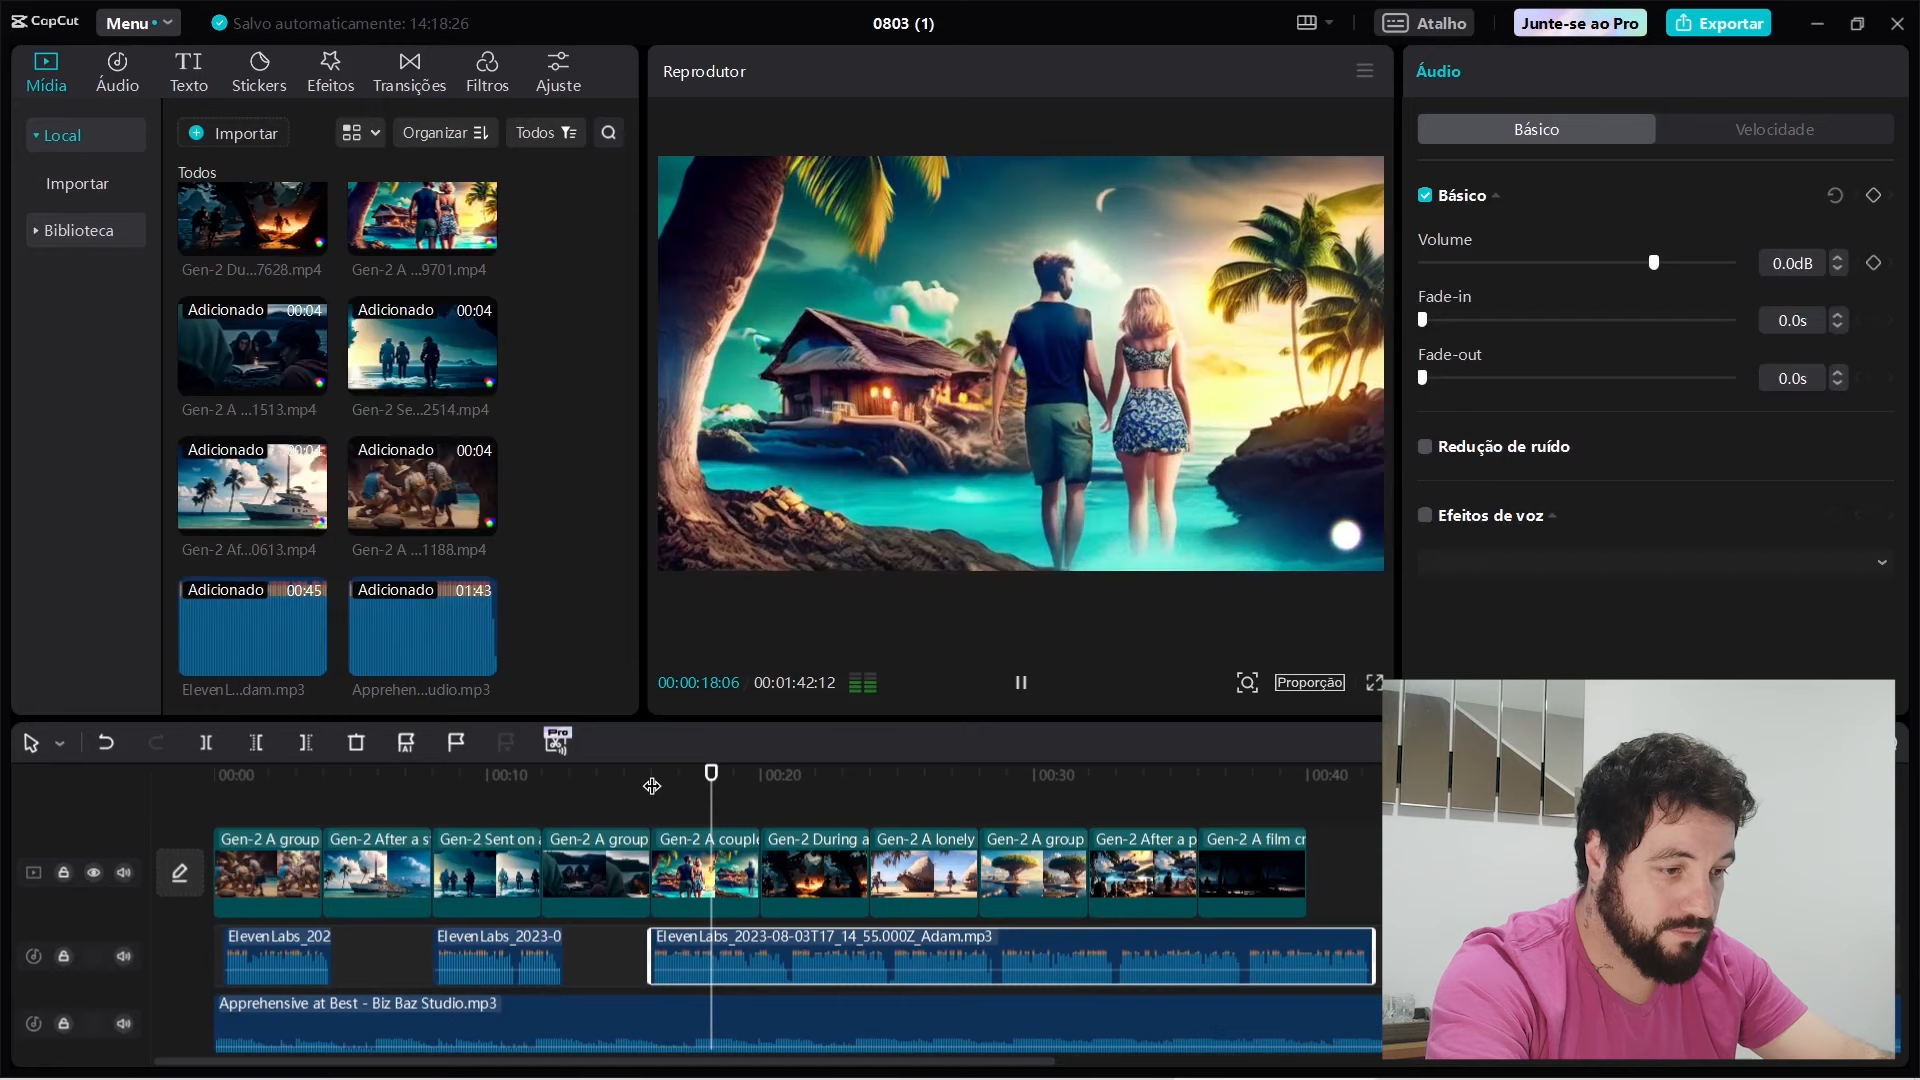 CapCut
Menu
Salvo automaticamente: 14:18:26
0803 (1)
Atalho
Junte-se ao Pro
Exportar
Mídia
Áudio
Texto
Stickers
Efeitos
Transições
Filtros
Ajuste
Local
Importar
Biblioteca
Importar
Organizar
Todos
Todos
Gen-2 Du...7628.mp4
Gen-2 A ...9701.mp4
Adicionado 00:04
Adicionado 00:04
Gen-2 A ...1513.mp4
Gen-2 Se...2514.mp4
Adicionado 00:04
Adicionado 00:04
Gen-2 Af...0613.mp4
Gen-2 A ...1188.mp4
Adicionado 00:45
Adicionado 01:43
ElevenL...dam.mp3
Apprehen...udio.mp3
Reprodutor
00:00:18:06 00:01:42:12
Proporção
Áudio
Básico
Velocidade
Básico
Volume
0.0dB
Fade-in
0.0s
Fade-out
0.0s
Redução de ruído
Efeitos de voz
Pro
AI
00:00
00:10
00:20
00:30
00:40
Gen-2 A group
Gen-2 After a s
Gen-2 Sent on
Gen-2 A group
Gen-2 A couple
Gen-2 During a
Gen-2 A lonely
Gen-2 A group
Gen-2 After a p
Gen-2 A film cr
ElevenLabs_202
ElevenLabs_2023-0
ElevenLabs_2023-08-03T17_14_55.000Z_Adam.mp3
Apprehensive at Best - Biz Baz Studio.mp3